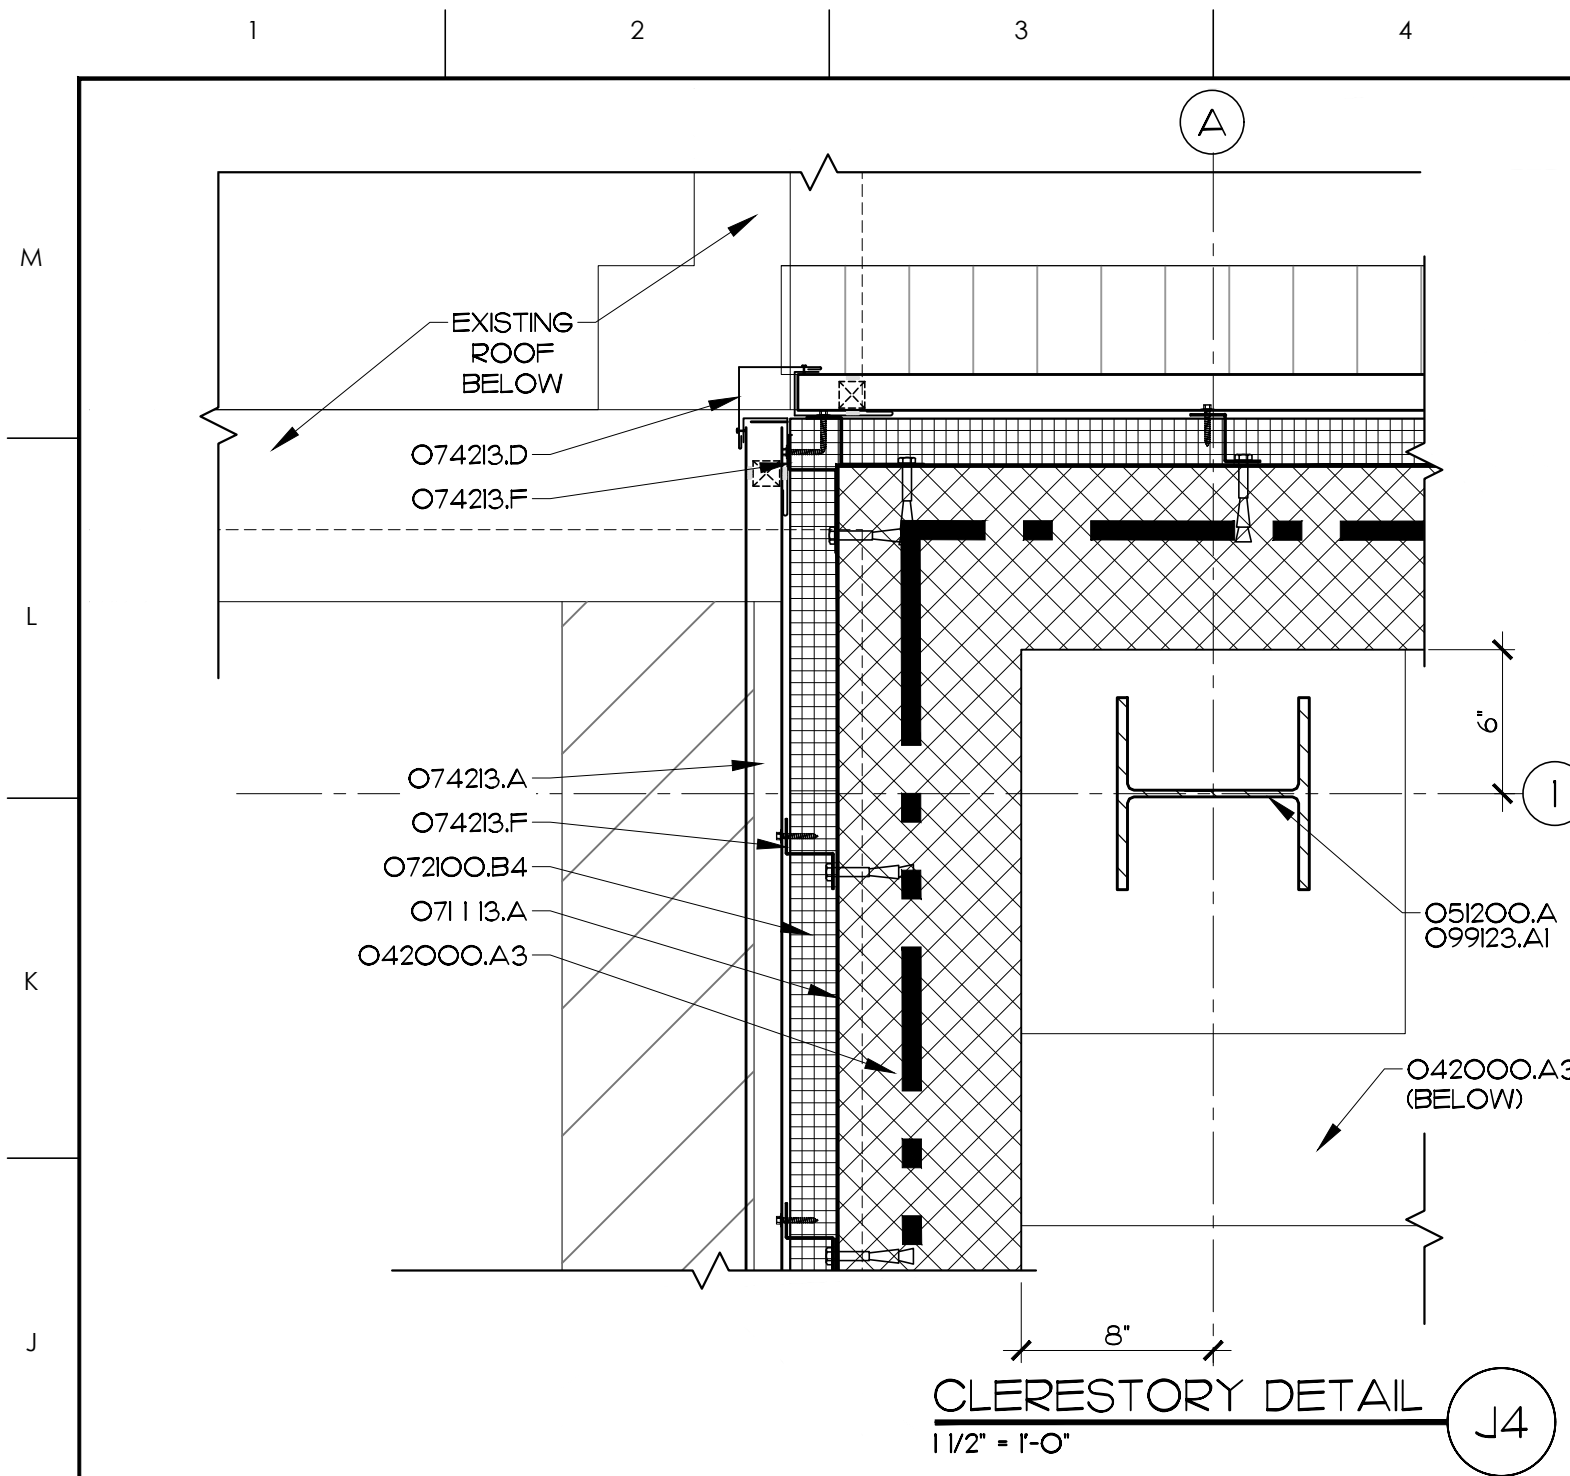 1 2 3 4
A
M
EXISTING
ROOF
BELOW
074213.D
074213.F
L
6"
074213.A
1
074213.F
072100.B4
071113.A
042000.A3
051200.A
099123.A1
K
042000.A3
(BELOW)
J
8"
CLERESTORY DETAIL
J4
1 1/2" = 1'-0"